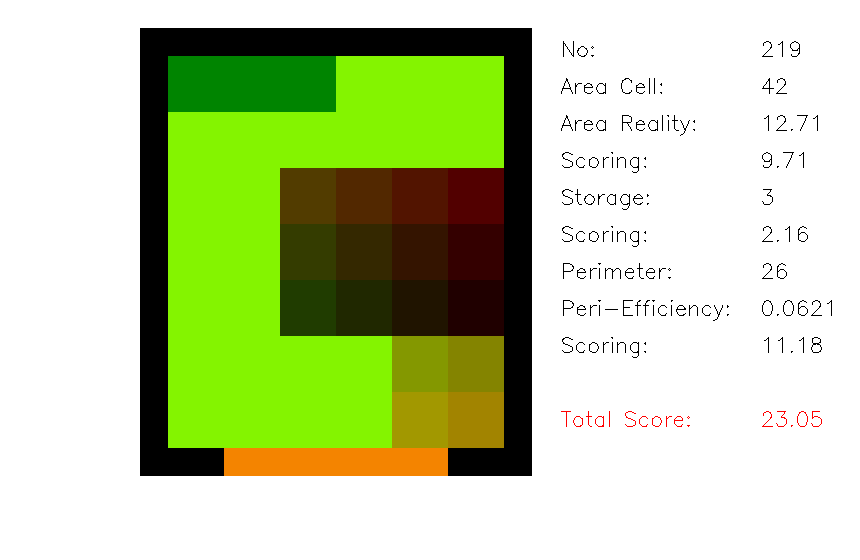 No: 219
Area Cell: 42
Area Reality: 12.71
Scoring: 9.71
Storage: 3
Scoring: 2.16
Perimeter: 26
Peri-Efficiency: 0.0621
Scoring: 11.18
Total Score: 23.05